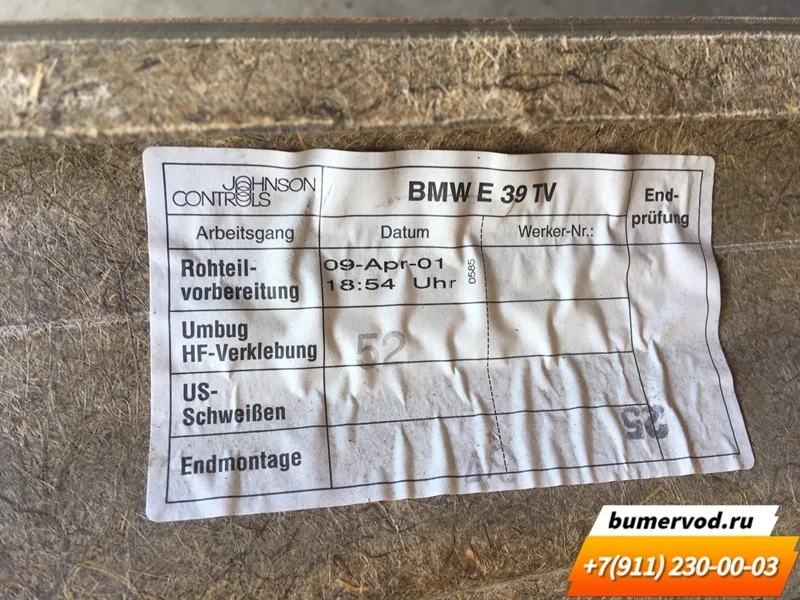 JOHNSON
CONTROLS
BMW E 39 TV
End-
prüfung
Arbeitsgang
Datum
Werker-Nr.:
Rohteil-
vorbereitung
09-Apr-01
18:54 Uhr
0585
Umbug
HF-Verklebung
52
US-
Schweißen
25
Endmontage
bumervod.ru
+7(911) 230-00-03